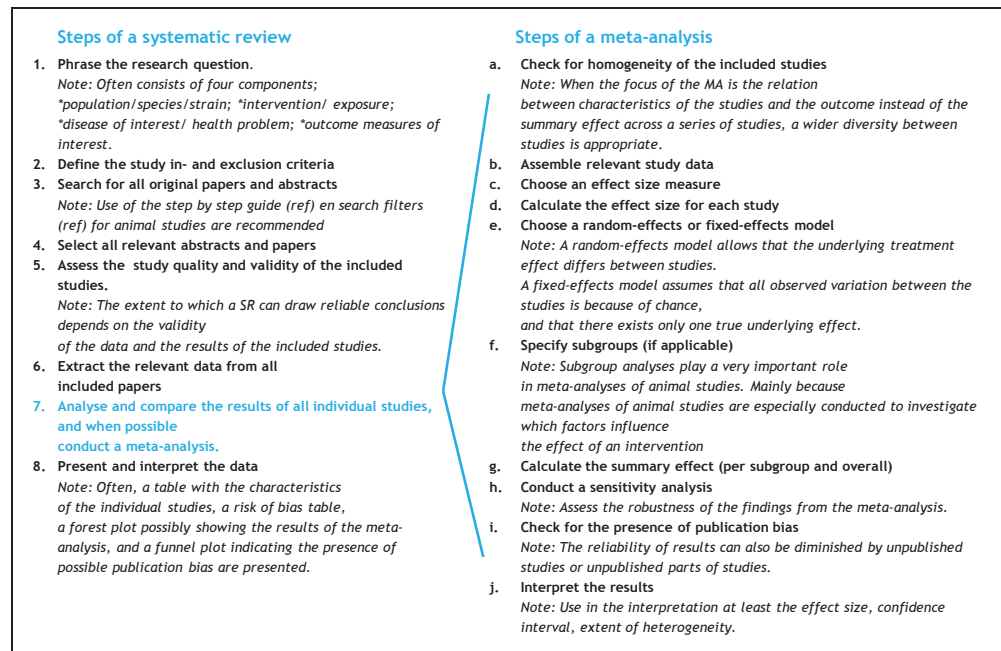 Steps of a systematic review
1. Phrase the research question.
Note: Often consists of four components;
*population/species/strain; *intervention/ exposure;
*disease of interest/ health problem; *outcome measures of
interest.
2. Define the study in- and exclusion criteria
3. Search for all original papers and abstracts
Note: Use of the step by step guide (ref) en search filters
(ref) for animal studies are recommended
4. Select all relevant abstracts and papers
5. Assess the study quality and validity of the included
studies.
Note: The extent to which a SR can draw reliable conclusions
depends on the validity
of the data and the results of the included studies.
6. Extract the relevant data from all
included papers
7. Analyse and compare the results of all individual studies,
and when possible
conduct a meta-analysis.
8. Present and interpret the data
Note: Often, a table with the characteristics
of the individual studies, a risk of bias table,
a forest plot possibly showing the results of the meta-
analysis, and a funnel plot indicating the presence of
possible publication bias are presented.
Steps of a meta-analysis
a. Check for homogeneity of the included studies
Note: When the focus of the MA is the relation
between characteristics of the studies and the outcome instead of the
summary effect across a series of studies, a wider diversity between
studies is appropriate.
b. Assemble relevant study data
c. Choose an effect size measure
d. Calculate the effect size for each study
e. Choose a random-effects or fixed-effects model
Note: A random-effects model allows that the underlying treatment
effect differs between studies.
A fixed-effects model assumes that all observed variation between the
studies is because of chance,
and that there exists only one true underlying effect.
f. Specify subgroups (if applicable)
Note: Subgroup analyses play a very important role
in meta-analyses of animal studies. Mainly because
meta-analyses of animal studies are especially conducted to investigate
which factors influence
the effect of an intervention
g. Calculate the summary effect (per subgroup and overall)
h. Conduct a sensitivity analysis
Note: Assess the robustness of the findings from the meta-analysis.
i. Check for the presence of publication bias
Note: The reliability of results can also be diminished by unpublished
studies or unpublished parts of studies.
j. Interpret the results
Note: Use in the interpretation at least the effect size, confidence
interval, extent of heterogeneity.